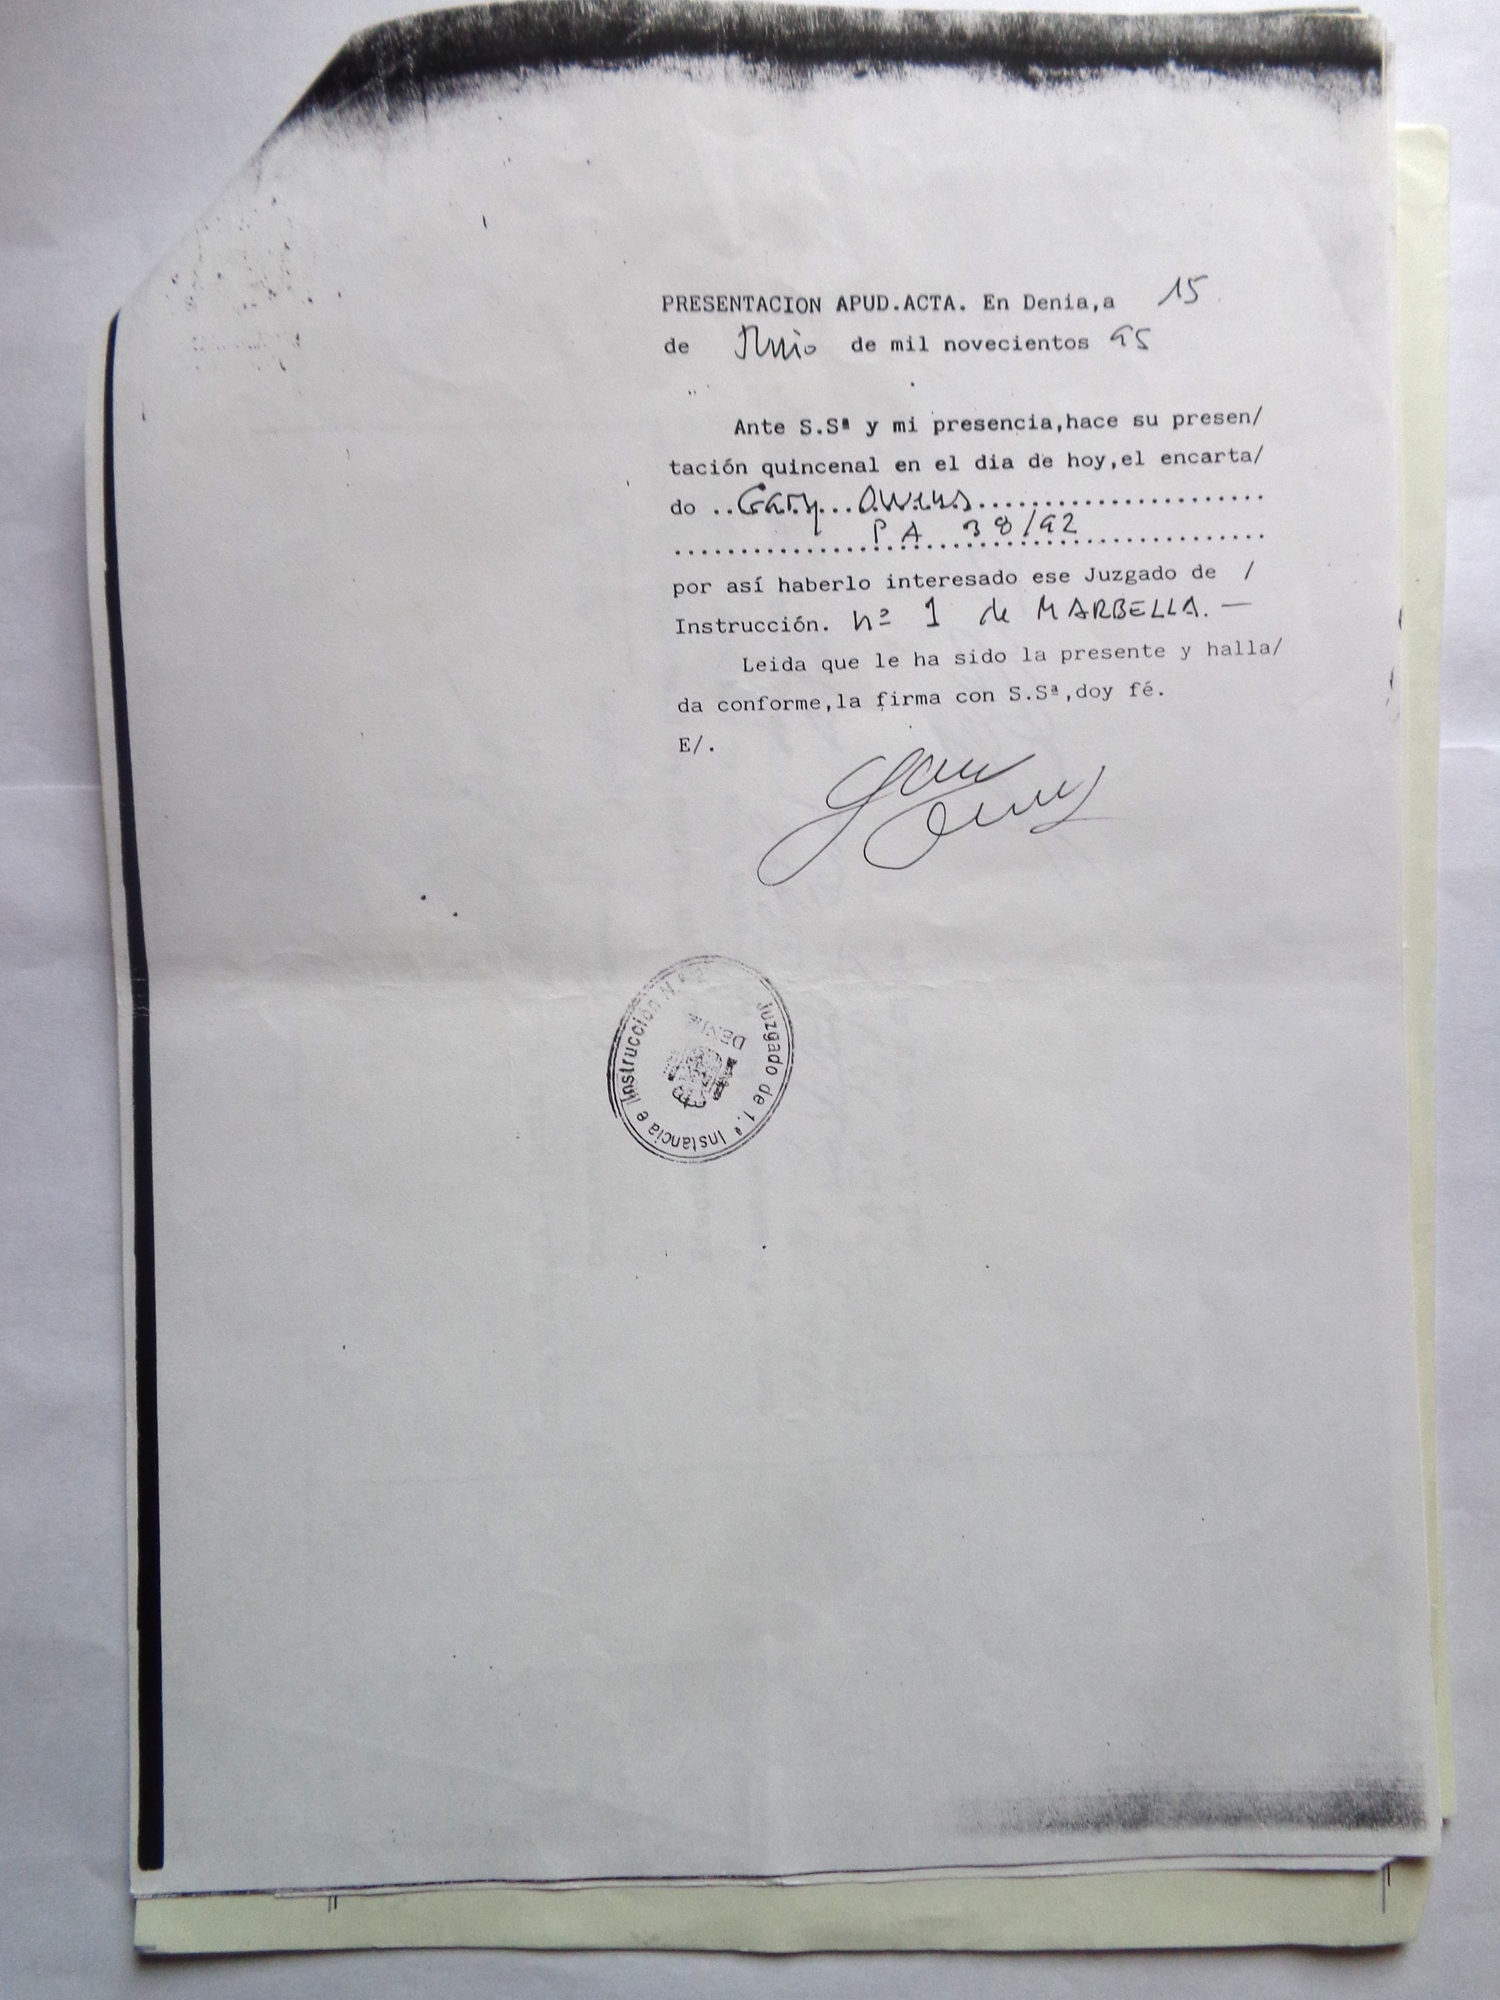 PRESENTACION APUD.ACTA. En Denia,a 15
de Junio de mil novecientos 95
Ante S.Sª y mi presencia,hace su presen/
tación quincenal en el dia de hoy,el encarta/
do ..Gary...Owens........................
PA 38/92
por así haberlo interesado ese Juzgado de /
Instrucción. nº 1 de MARBELLA. —
Leida que le ha sido la presente y halla/
da conforme,la firma con S.Sª,doy fé.
E/.
Juzgado de 1.ª Instancia e Instrucción N.º 2
DENIA